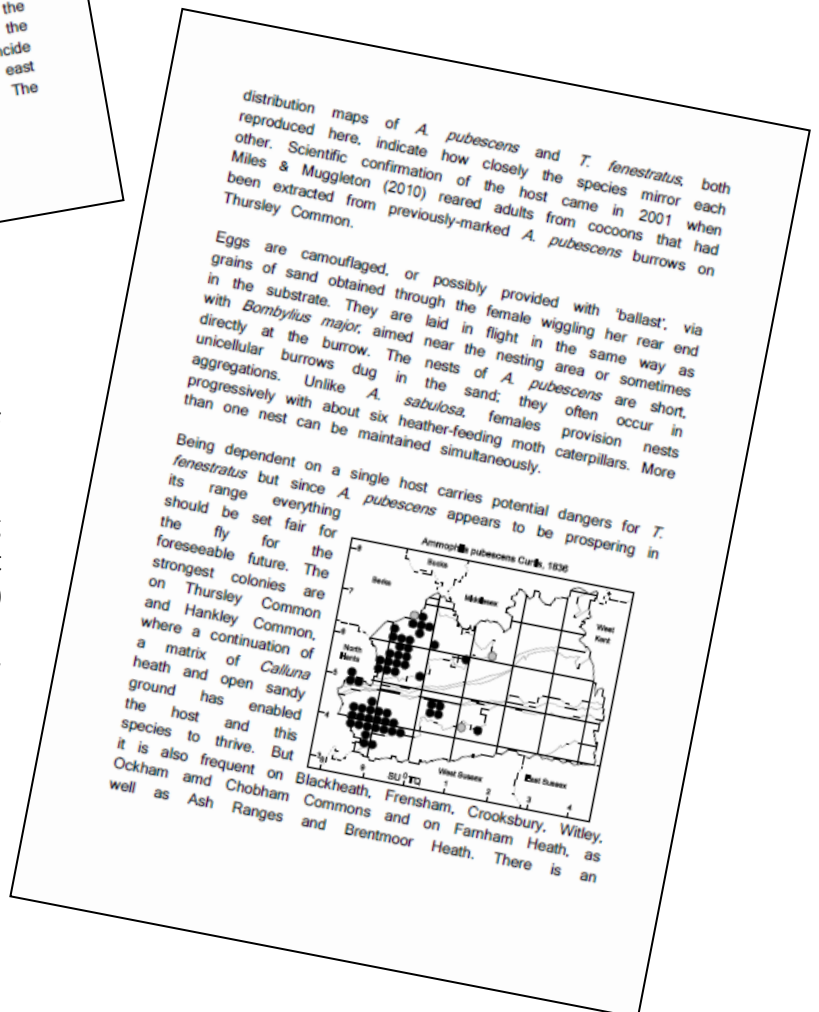 the
the
east
The
distribution maps of A. pubescens and T. fenestratus, both
reproduced here, indicate how closely the species mirror each
other. Scientific confirmation of the host came in 2001 when
Miles & Muggleton (2010) reared adults from cocoons that had
been extracted from previously-marked A. pubescens burrows on
Thursley Common.
Eggs are camouflaged, or possibly provided with 'ballast', via
grains of sand obtained through the female wiggling her rear end
in the substrate. They are laid in flight in the same way as
with Bombylius major, aimed near the nesting area or sometimes
directly at the burrow. The nests of A. pubescens are short,
unicellular burrows dug in the sand; they often occur in
aggregations. Unlike A. sabulosa, females provision nests
progressively with about six heather-feeding moth caterpillars. More
than one nest can be maintained simultaneously.
Being dependent on a single host carries potential dangers for T.
fenestratus but since A. pubescens appears to be prospering in
its range everything
should be set fair for
the fly for the
foreseeable future. The
strongest colonies are
on Thursley Common
and Hankley Common,
where a continuation of
a matrix of Calluna
heath and open sandy
ground has enabled
the host and this
species to thrive. But
it is also frequent on Blackheath, Frensham, Crooksbury, Witley,
Ockham amd Chobham Commons and on Farnham Heath, as
well as Ash Ranges and Brentmoor Heath. There is an
Ammophila pubescens Curtis, 1836
Bucks
Berks
Middlesex
West
Kent
North
Hants
8
7
6
5
4
SU TQ
West Sussex
East Sussex
9
1
2
3
4